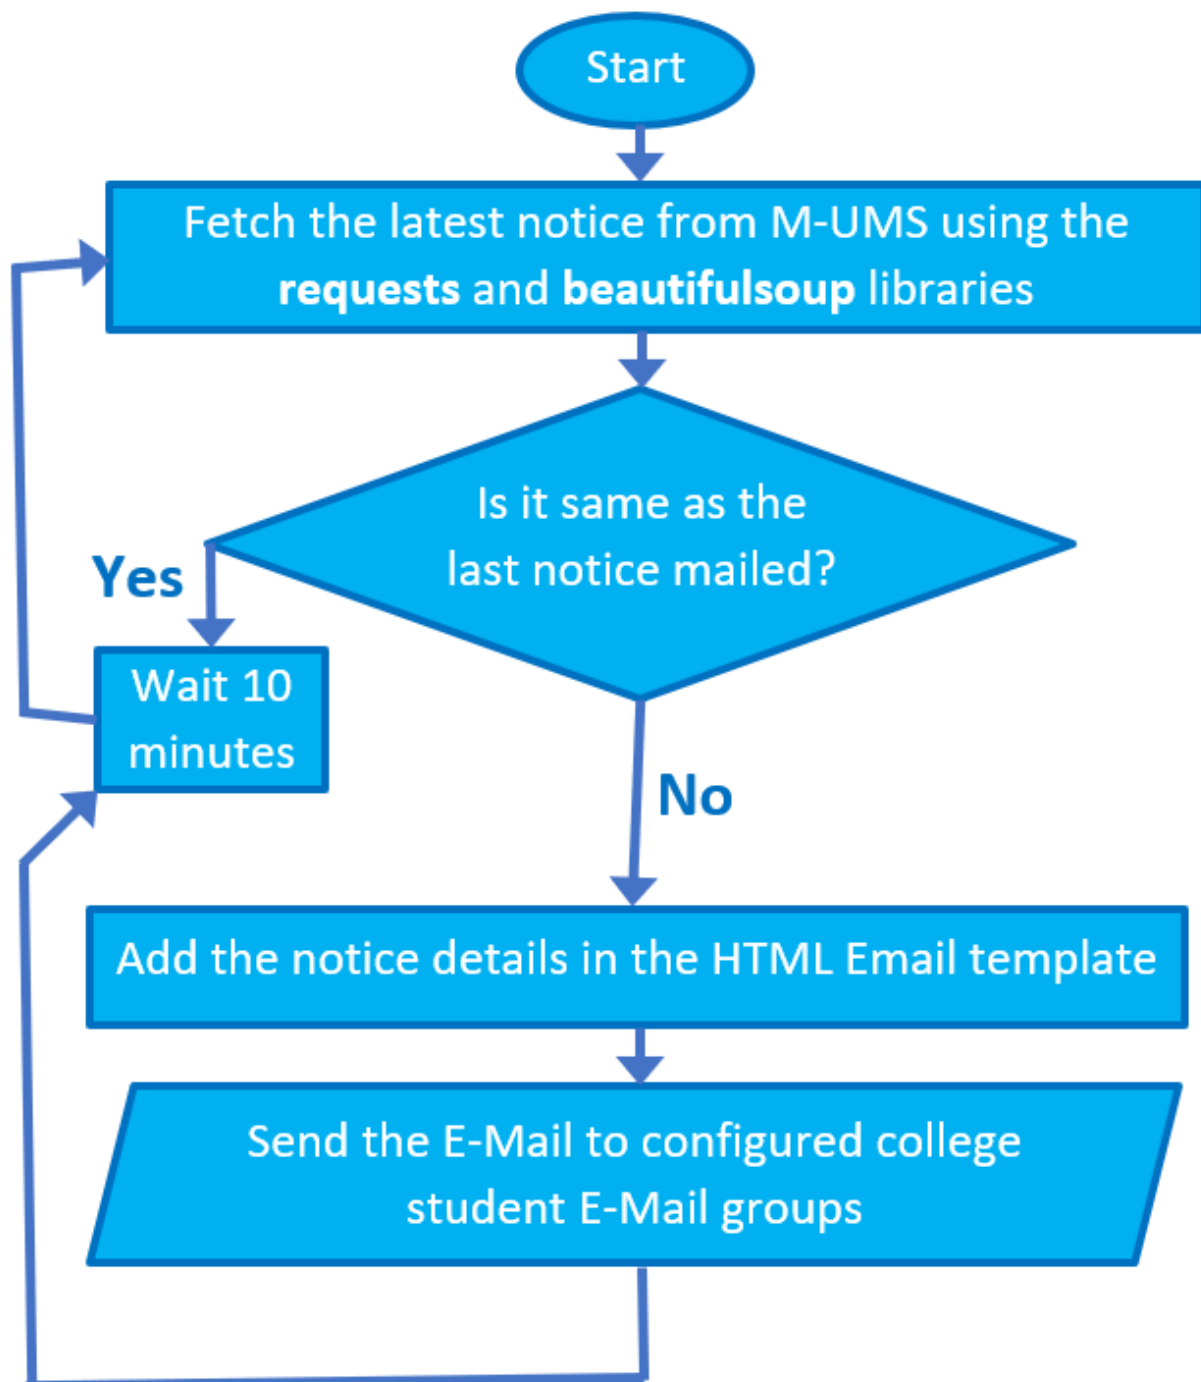 Start
Fetch the latest notice from M-UMS using the
requests and beautifulsoup libraries
Is it same as the
last notice mailed?
Yes
Wait 10
minutes
No
Add the notice details in the HTML Email template
Send the E-Mail to configured college
student E-Mail groups